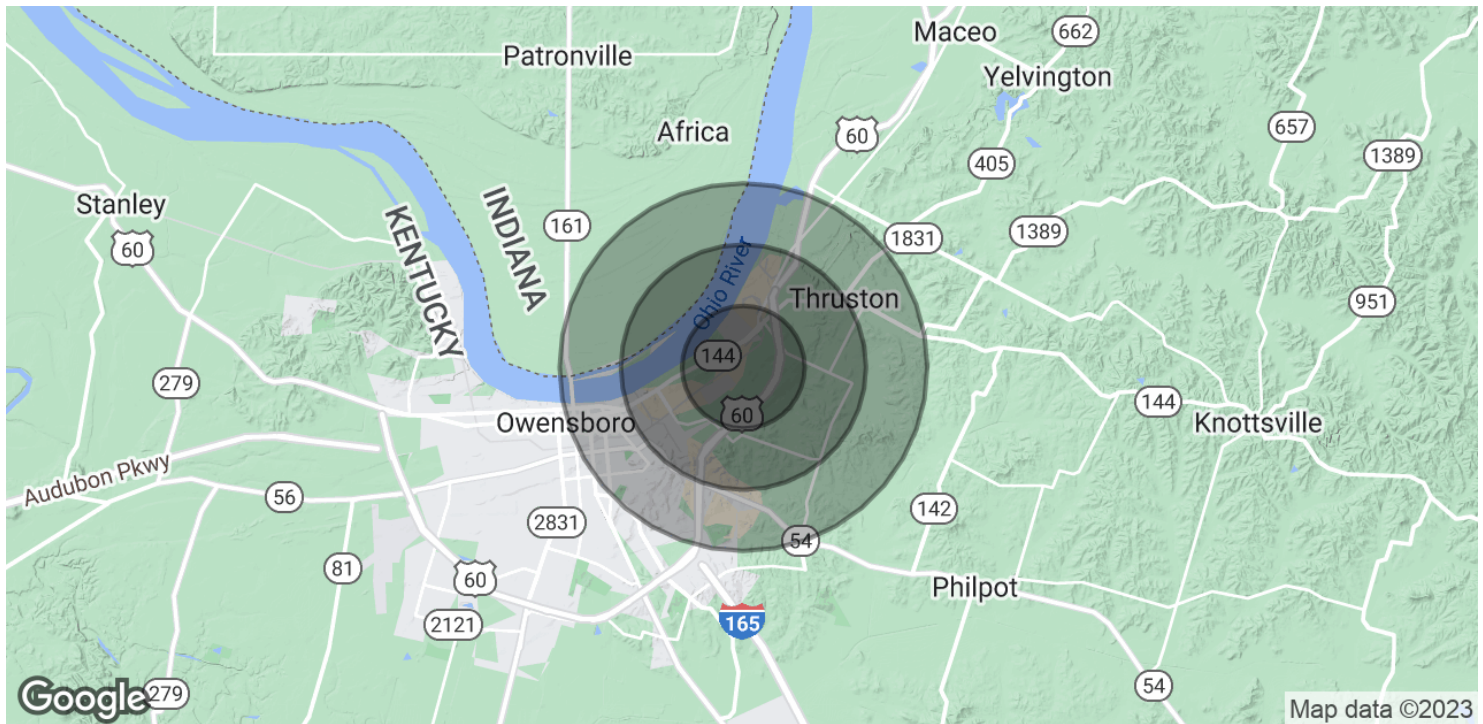 Maceo
662
Patronville
Yelvington
60
657
Africa
1389
405
Stanley
60
KENTUCKY
INDIANA
161
1831
1389
Ohio River
Thruston
951
144
279
60
144
Owensboro
Knottsville
Audubon Pkwy
56
142
2831
54
81
60
Philpot
2121
165
54
Google
279
Map data ©2023